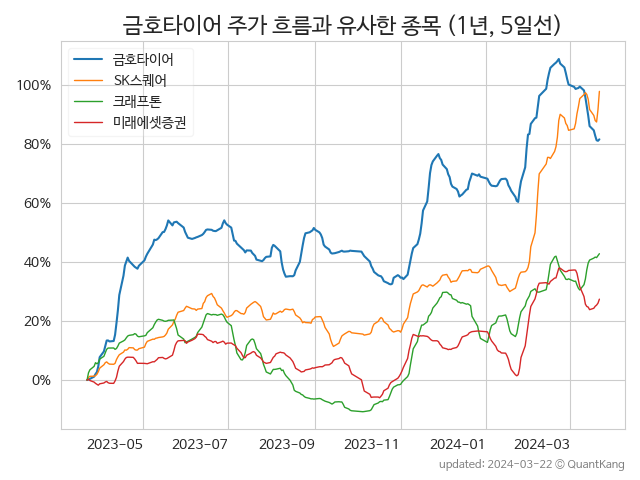 금호타이어 주가 흐름과 유사한 종목 (1년, 5일선)
금호타이어
SK스퀘어
크래프톤
미래에셋증권
100%
80%
60%
40%
20%
0%
2023-05 2023-07 2023-09 2023-11 2024-01 2024-03
updated: 2024-03-22 © QuantKang